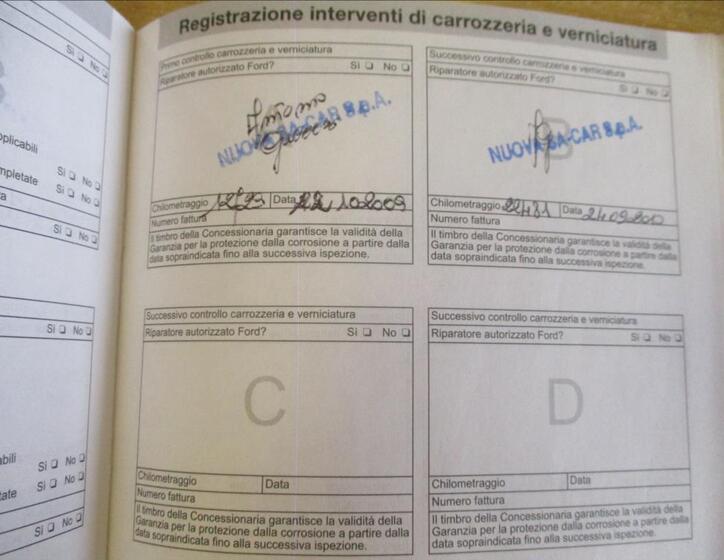 Registrazione interventi di carrozzeria e verniciatura
Primo controllo carrozzeria e verniciatura
Riparatore autorizzato Ford? Sì ❑ No ❑
NUOVA SA-CAR S.p.A.
Chilometraggio Data 22 10 2009
Numero fattura
Il timbro della Concessionaria garantisce la validità della
Garanzia per la protezione dalla corrosione a partire dalla
data sopraindicata fino alla successiva ispezione.
Successivo controllo carrozzeria e verniciatura
Riparatore autorizzato Ford?
Sì ❑ No ❑
B
NUOVA SA-CAR S.p.A.
Chilometraggio 22481 Data
Numero fattura
Il timbro della Concessionaria garantisce la validità della
Garanzia per la protezione dalla corrosione a partire dalla
data sopraindicata fino alla successiva ispezione.
Successivo controllo carrozzeria e verniciatura
Riparatore autorizzato Ford? Sì ❑ No ❑
C
Chilometraggio Data
Numero fattura
Il timbro della Concessionaria garantisce la validità della
Garanzia per la protezione dalla corrosione a partire dalla
data sopraindicata fino alla successiva ispezione.
Successivo controllo carrozzeria e verniciatura
Riparatore autorizzato Ford? Sì ❑ No ❑
D
Chilometraggio Data
Numero fattura
Il timbro della Concessionaria garantisce la validità della
Garanzia per la protezione dalla corrosione a partire dalla
data sopraindicata fino alla successiva ispezione.
Sì ❑ No ❑
Sì ❑ No ❑
Sì ❑ No ❑
Sì ❑ No ❑
Sì ❑ No ❑
Sì ❑ No ❑
Sì ❑ No ❑
Sì ❑ No ❑